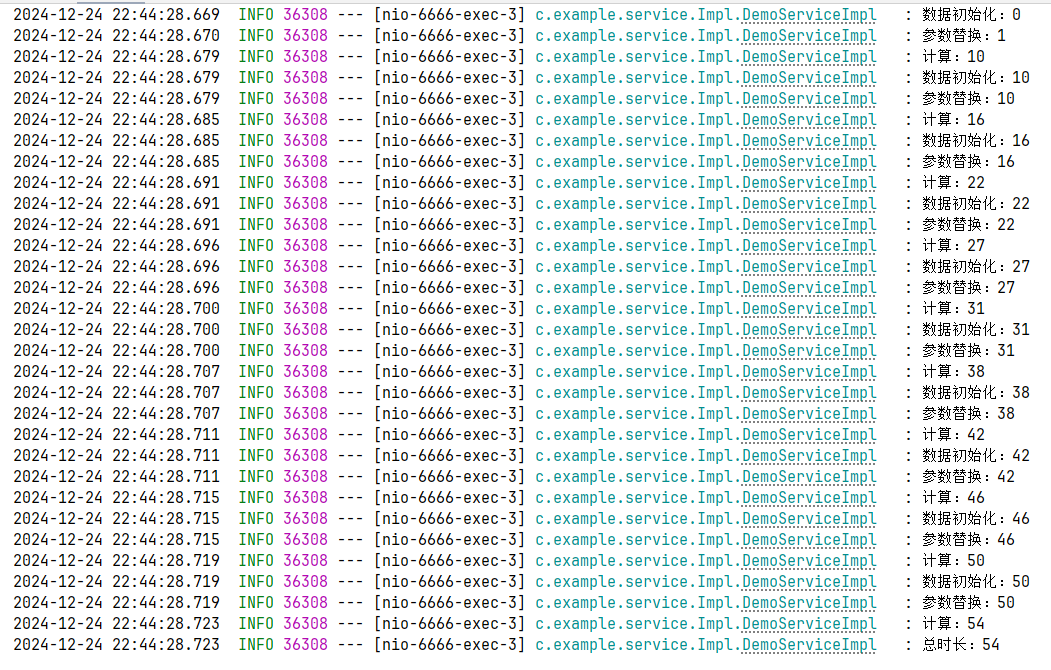 2024-12-24 22:44:28.669  INFO 36308 --- [nio-6666-exec-3] c.example.service.Impl.DemoServiceImpl   : 数据初始化：0
2024-12-24 22:44:28.670  INFO 36308 --- [nio-6666-exec-3] c.example.service.Impl.DemoServiceImpl   : 参数替换：1
2024-12-24 22:44:28.679  INFO 36308 --- [nio-6666-exec-3] c.example.service.Impl.DemoServiceImpl   : 计算：10
2024-12-24 22:44:28.679  INFO 36308 --- [nio-6666-exec-3] c.example.service.Impl.DemoServiceImpl   : 数据初始化：10
2024-12-24 22:44:28.679  INFO 36308 --- [nio-6666-exec-3] c.example.service.Impl.DemoServiceImpl   : 参数替换：10
2024-12-24 22:44:28.685  INFO 36308 --- [nio-6666-exec-3] c.example.service.Impl.DemoServiceImpl   : 计算：16
2024-12-24 22:44:28.685  INFO 36308 --- [nio-6666-exec-3] c.example.service.Impl.DemoServiceImpl   : 数据初始化：16
2024-12-24 22:44:28.685  INFO 36308 --- [nio-6666-exec-3] c.example.service.Impl.DemoServiceImpl   : 参数替换：16
2024-12-24 22:44:28.691  INFO 36308 --- [nio-6666-exec-3] c.example.service.Impl.DemoServiceImpl   : 计算：22
2024-12-24 22:44:28.691  INFO 36308 --- [nio-6666-exec-3] c.example.service.Impl.DemoServiceImpl   : 数据初始化：22
2024-12-24 22:44:28.691  INFO 36308 --- [nio-6666-exec-3] c.example.service.Impl.DemoServiceImpl   : 参数替换：22
2024-12-24 22:44:28.696  INFO 36308 --- [nio-6666-exec-3] c.example.service.Impl.DemoServiceImpl   : 计算：27
2024-12-24 22:44:28.696  INFO 36308 --- [nio-6666-exec-3] c.example.service.Impl.DemoServiceImpl   : 数据初始化：27
2024-12-24 22:44:28.696  INFO 36308 --- [nio-6666-exec-3] c.example.service.Impl.DemoServiceImpl   : 参数替换：27
2024-12-24 22:44:28.700  INFO 36308 --- [nio-6666-exec-3] c.example.service.Impl.DemoServiceImpl   : 计算：31
2024-12-24 22:44:28.700  INFO 36308 --- [nio-6666-exec-3] c.example.service.Impl.DemoServiceImpl   : 数据初始化：31
2024-12-24 22:44:28.700  INFO 36308 --- [nio-6666-exec-3] c.example.service.Impl.DemoServiceImpl   : 参数替换：31
2024-12-24 22:44:28.707  INFO 36308 --- [nio-6666-exec-3] c.example.service.Impl.DemoServiceImpl   : 计算：38
2024-12-24 22:44:28.707  INFO 36308 --- [nio-6666-exec-3] c.example.service.Impl.DemoServiceImpl   : 数据初始化：38
2024-12-24 22:44:28.707  INFO 36308 --- [nio-6666-exec-3] c.example.service.Impl.DemoServiceImpl   : 参数替换：38
2024-12-24 22:44:28.711  INFO 36308 --- [nio-6666-exec-3] c.example.service.Impl.DemoServiceImpl   : 计算：42
2024-12-24 22:44:28.711  INFO 36308 --- [nio-6666-exec-3] c.example.service.Impl.DemoServiceImpl   : 数据初始化：42
2024-12-24 22:44:28.711  INFO 36308 --- [nio-6666-exec-3] c.example.service.Impl.DemoServiceImpl   : 参数替换：42
2024-12-24 22:44:28.715  INFO 36308 --- [nio-6666-exec-3] c.example.service.Impl.DemoServiceImpl   : 计算：46
2024-12-24 22:44:28.715  INFO 36308 --- [nio-6666-exec-3] c.example.service.Impl.DemoServiceImpl   : 数据初始化：46
2024-12-24 22:44:28.715  INFO 36308 --- [nio-6666-exec-3] c.example.service.Impl.DemoServiceImpl   : 参数替换：46
2024-12-24 22:44:28.719  INFO 36308 --- [nio-6666-exec-3] c.example.service.Impl.DemoServiceImpl   : 计算：50
2024-12-24 22:44:28.719  INFO 36308 --- [nio-6666-exec-3] c.example.service.Impl.DemoServiceImpl   : 数据初始化：50
2024-12-24 22:44:28.719  INFO 36308 --- [nio-6666-exec-3] c.example.service.Impl.DemoServiceImpl   : 参数替换：50
2024-12-24 22:44:28.723  INFO 36308 --- [nio-6666-exec-3] c.example.service.Impl.DemoServiceImpl   : 计算：54
2024-12-24 22:44:28.723  INFO 36308 --- [nio-6666-exec-3] c.example.service.Impl.DemoServiceImpl   : 总时长：54